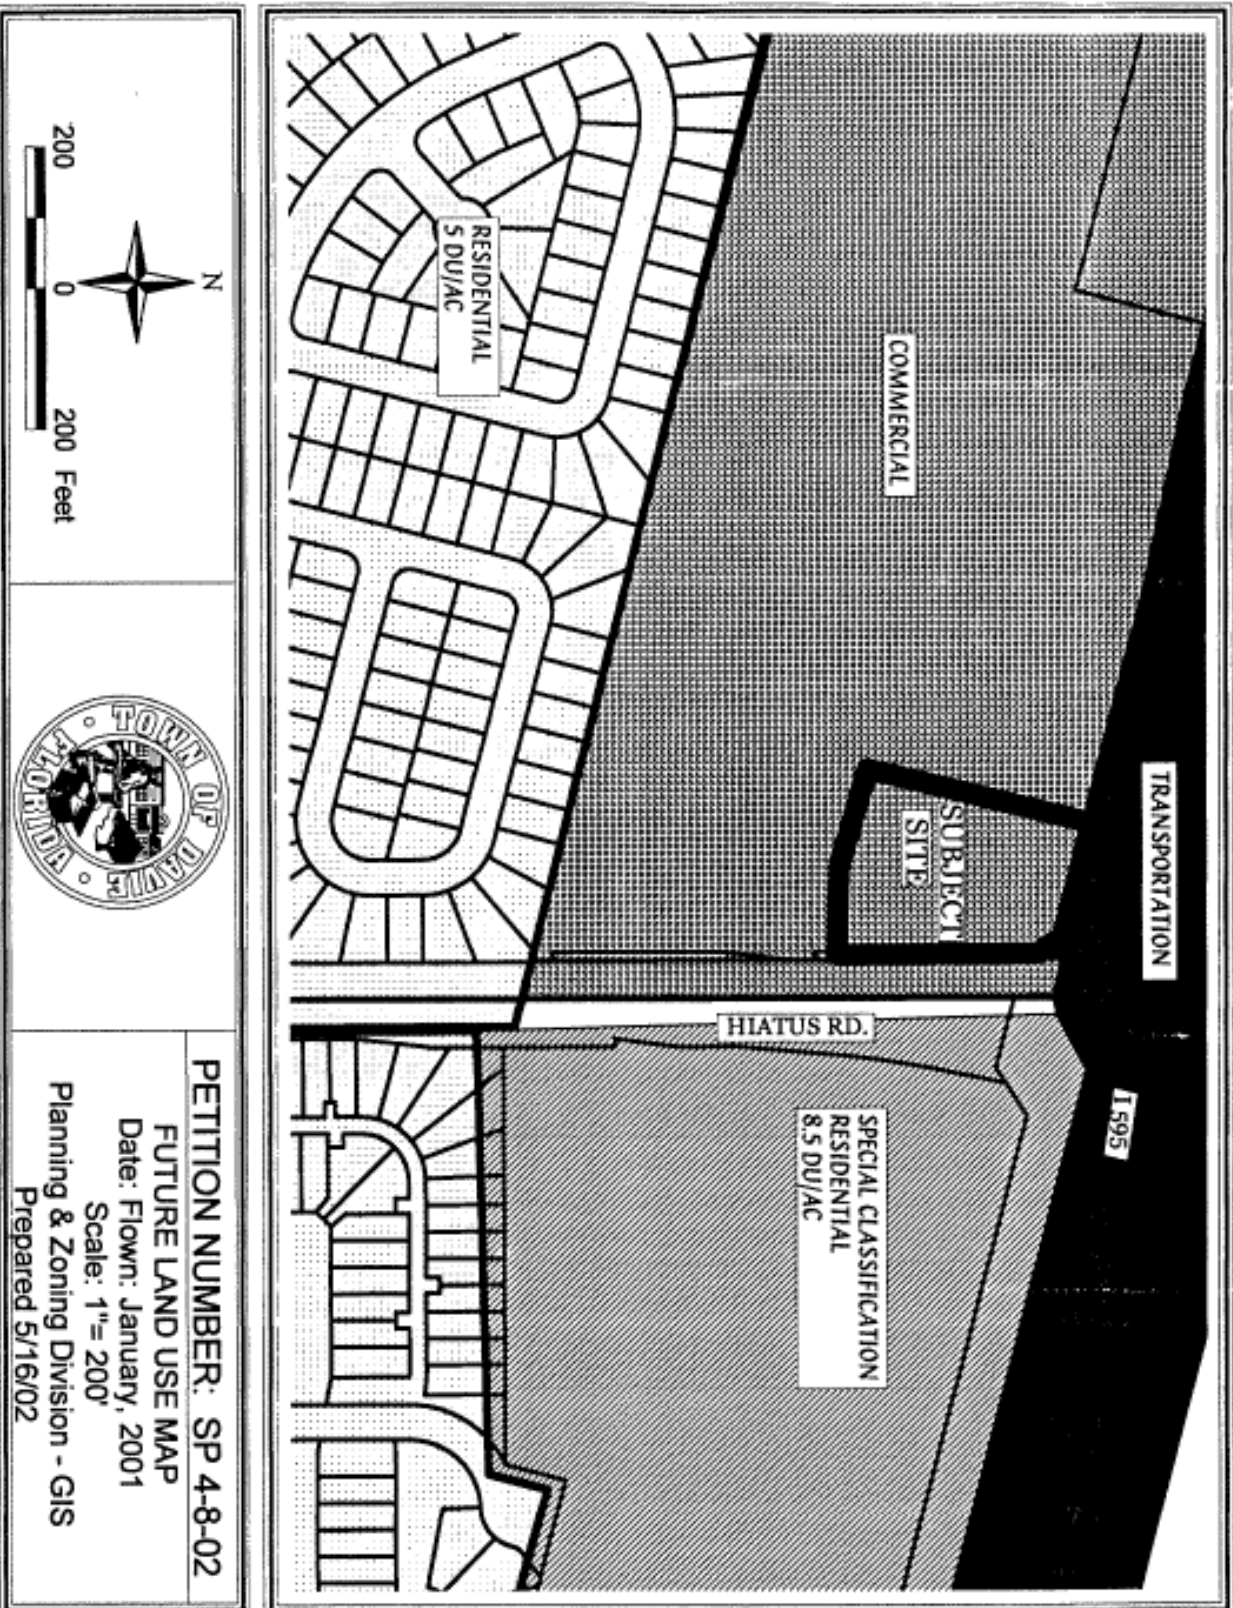 TRANSPORTATION
I 595
COMMERCIAL
SUBJECT
SITE
HIATUS RD.
SPECIAL CLASSIFICATION
RESIDENTIAL
8.5 DU/AC
RESIDENTIAL
5 DU/AC
N
200 0 200 Feet
TOWN OF DAVIE
FLORIDA
PETITION NUMBER: SP 4-8-02
FUTURE LAND USE MAP
Date: Flown: January, 2001
Scale: 1"= 200'
Planning & Zoning Division - GIS
Prepared 5/16/02